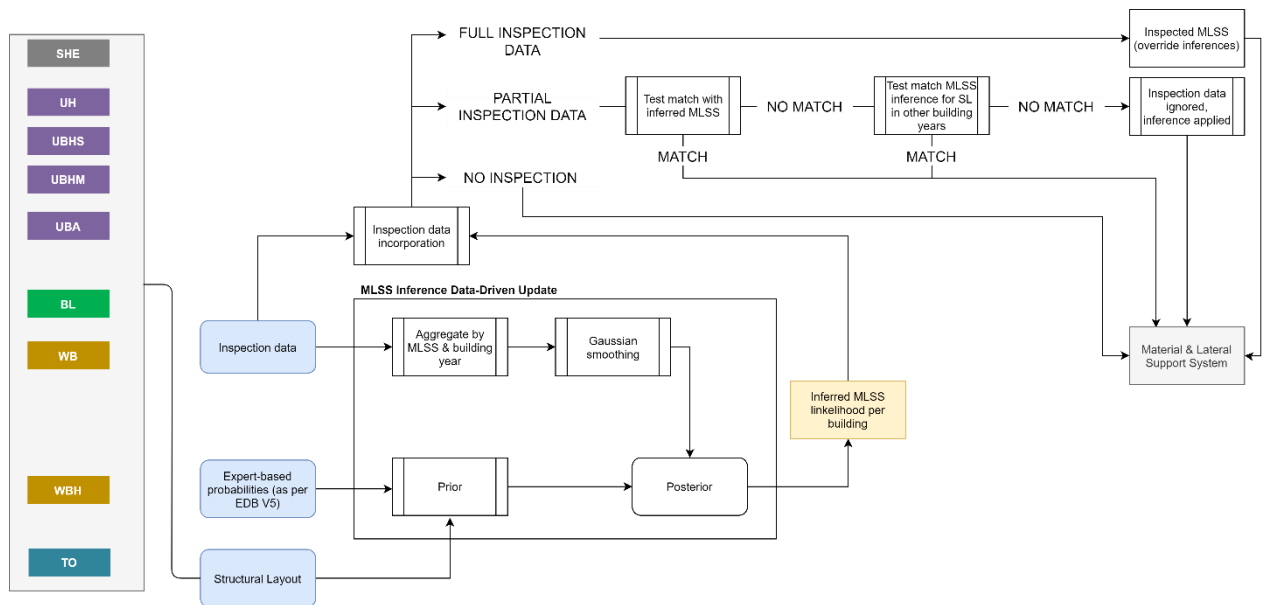 SHE
UH
UBHS
UBHM
UBA
BL
WB
WBH
TO
FULL INSPECTION
DATA
Inspected MLSS
(override inferences)
PARTIAL
INSPECTION DATA
Test match with
inferred MLSS
NO MATCH
Test match MLSS
inference for SL
in other building
years
NO MATCH
Inspection data
ignored,
inference applied
MATCH
MATCH
NO INSPECTION
Inspection data
incorporation
MLSS Inference Data-Driven Update
Inspection data
Aggregate by
MLSS & building
year
Gaussian
smoothing
Material & Lateral
Support System
Inferred MLSS
linkelihood per
building
Expert-based
probabilities (as per
EDB V5)
Prior
Posterior
Structural Layout